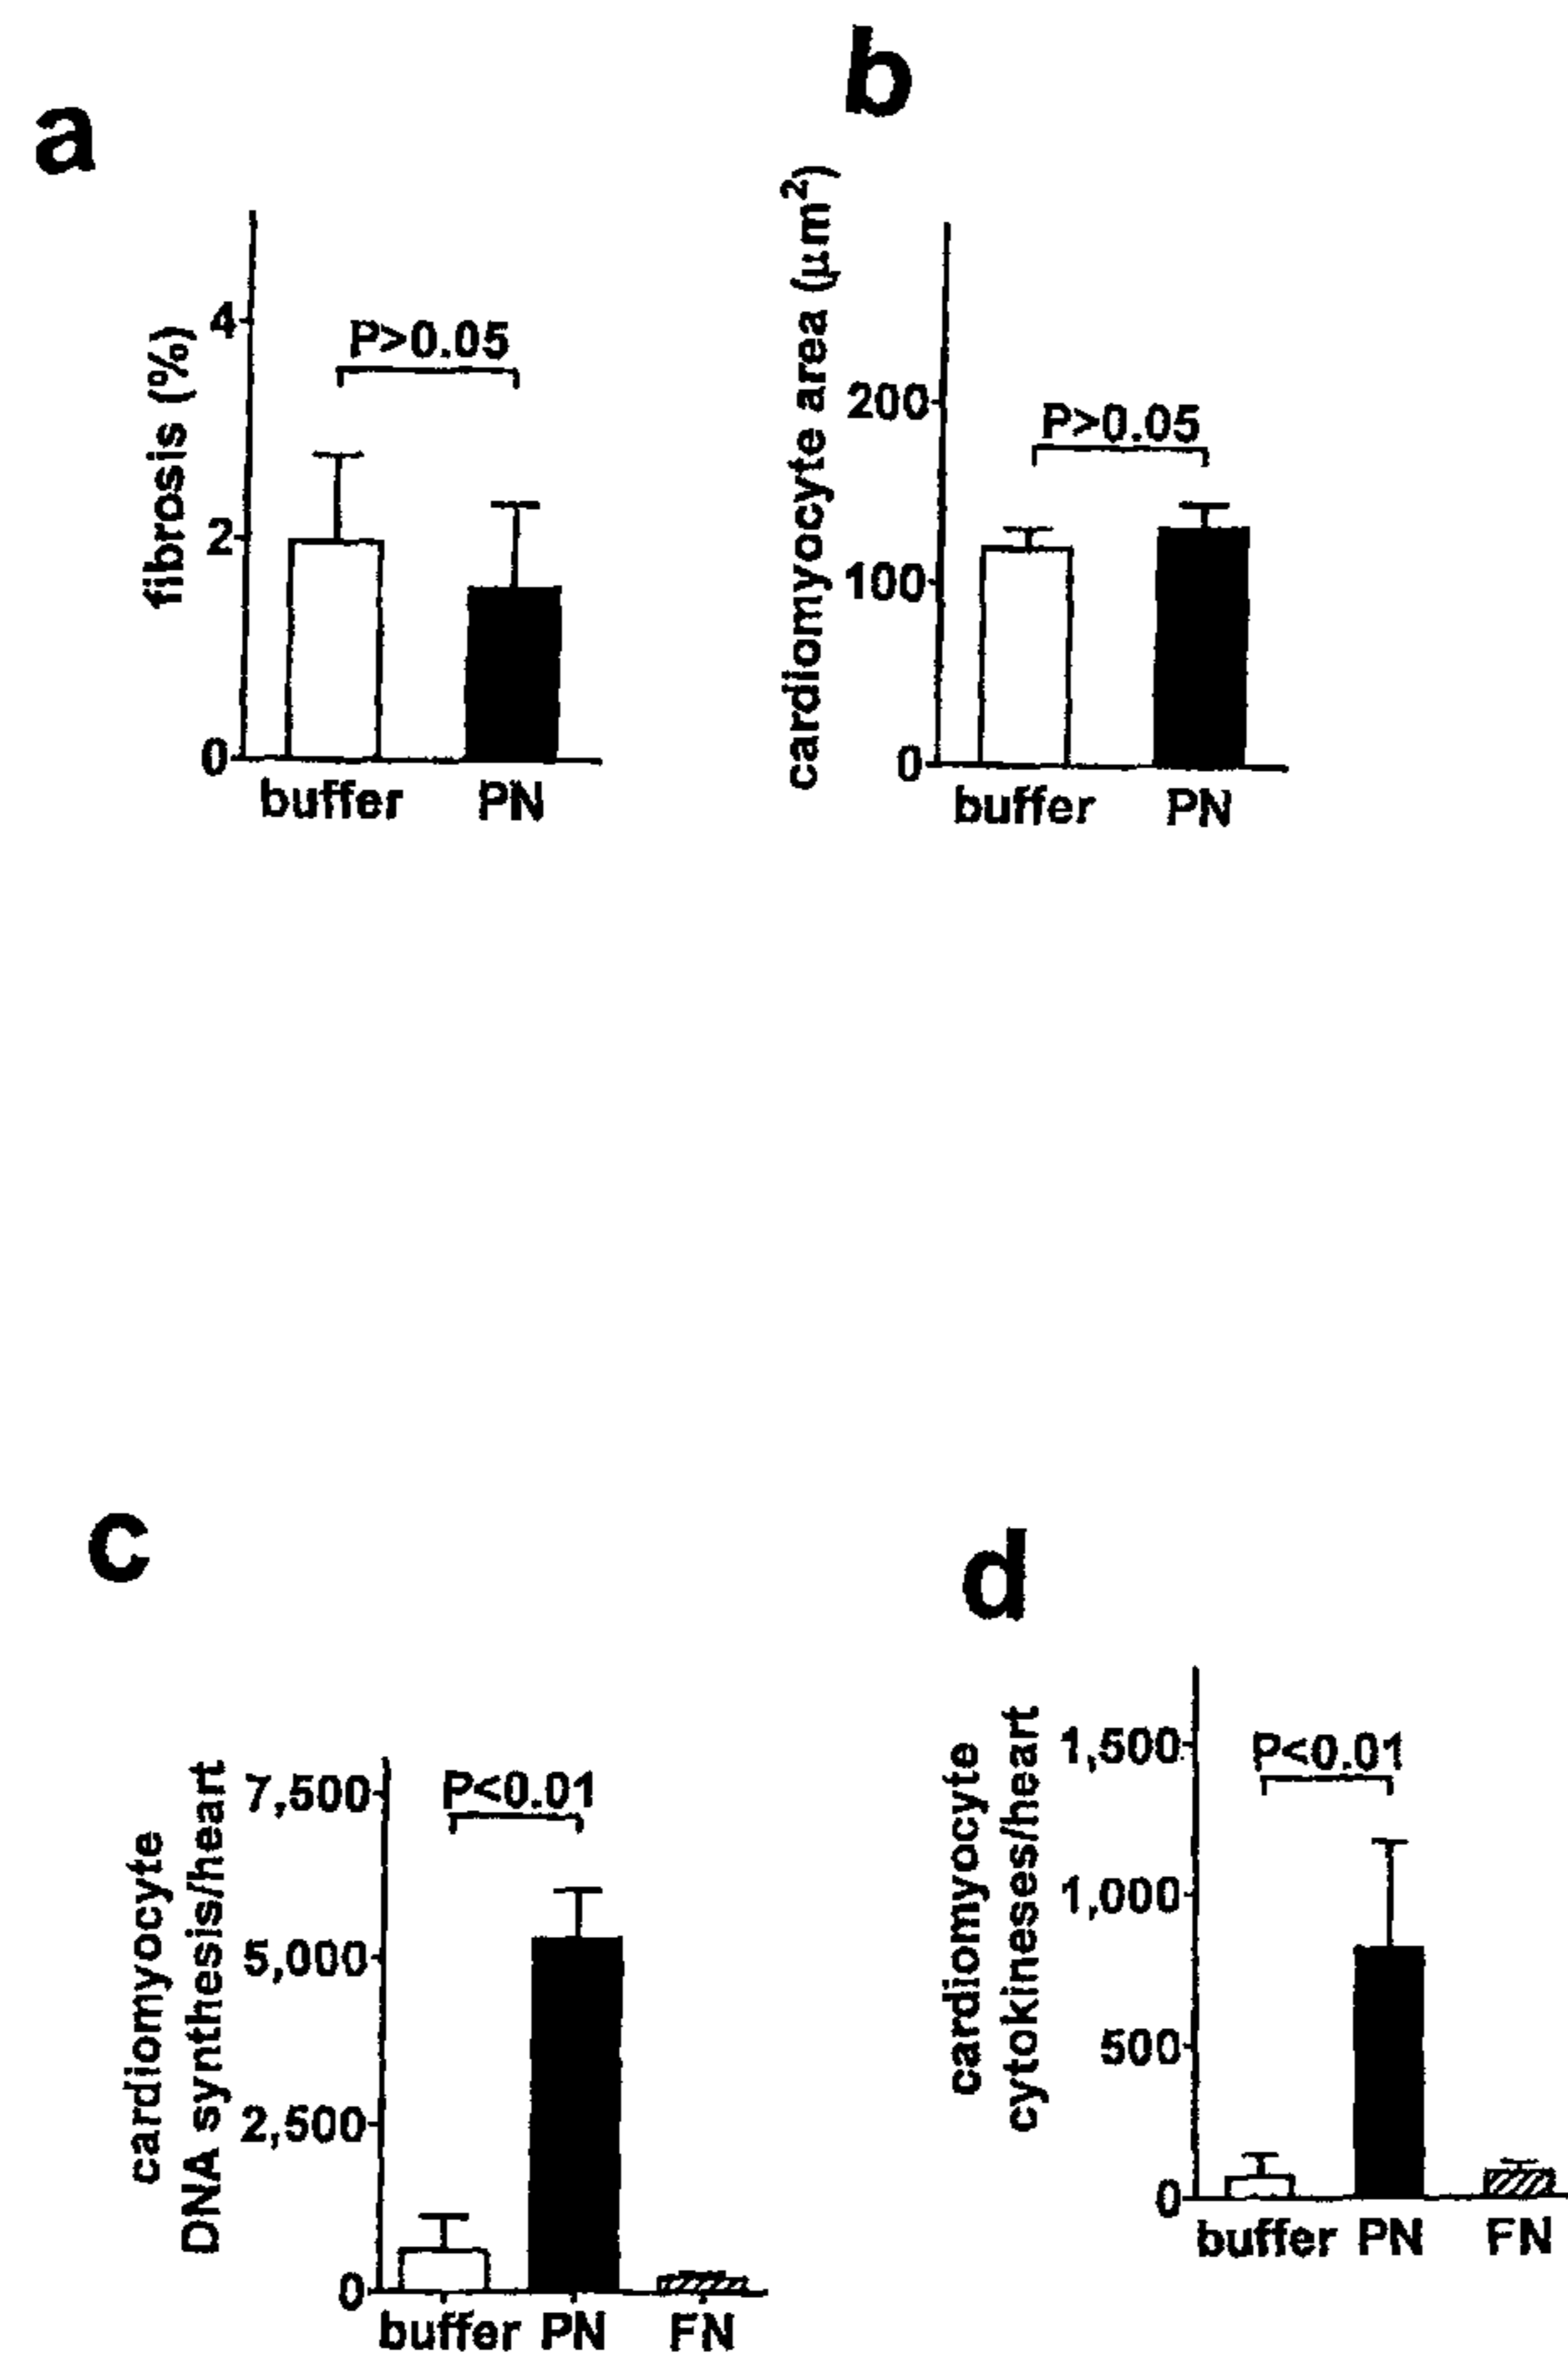 a
fibrosis (%)
4
2
0
P>0.05
buffer PN
b
cardiomyocyte area (μm²)
200
100
0
P>0.05
buffer PN
c
cardiomyocyte
DNA synthesis/heart
7,500
5,000
2,500
0
P<0.01
buffer PN FN
d
cardiomyocyte
cytokineses/heart
1,500
1,000
500
0
P<0.01
buffer PN FN